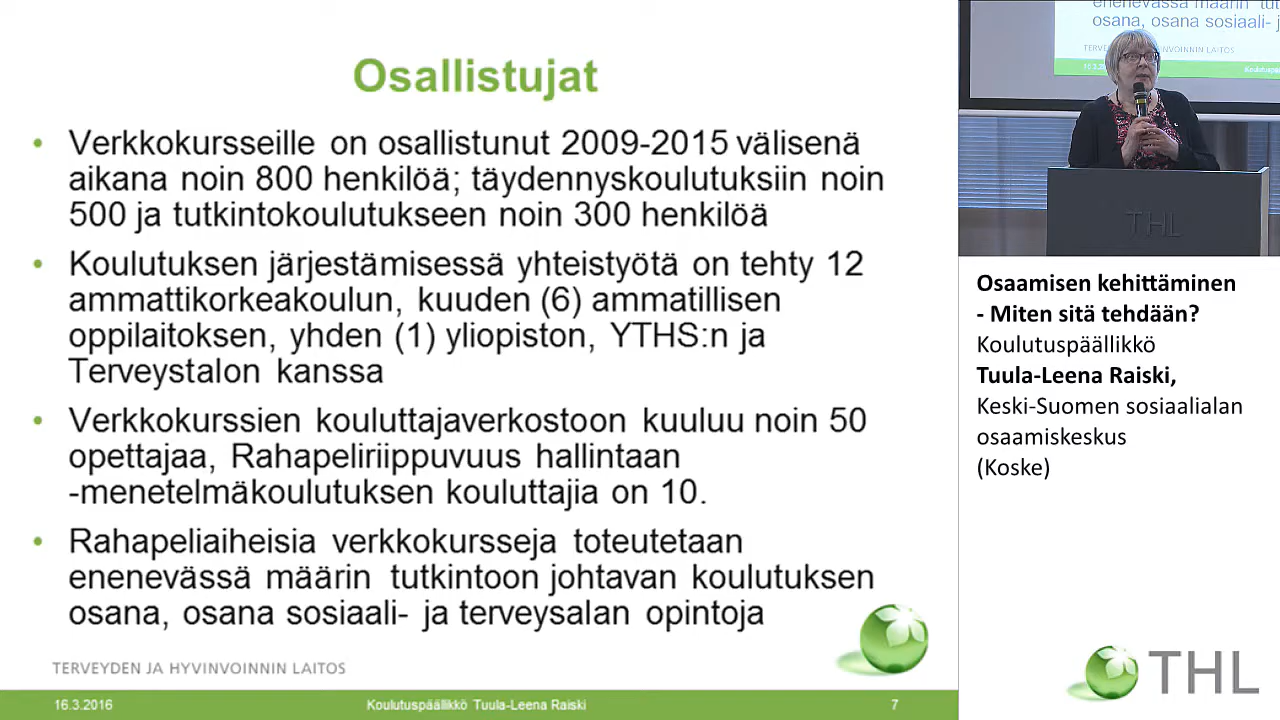 Osallistujat
• Verkkokursseille on osallistunut 2009-2015 välisenä
aikana noin 800 henkilöä; täydennyskoulutuksiin noin
500 ja tutkintokoulutukseen noin 300 henkilöä
• Koulutuksen järjestämisessä yhteistyötä on tehty 12
ammattikorkeakoulun, kuuden (6) ammatillisen
oppilaitoksen, yhden (1) yliopiston, YTHS:n ja
Terveystalon kanssa
• Verkkokurssien kouluttajaverkostoon kuuluu noin 50
opettajaa, Rahapeliriippuvuus hallintaan
-menetelmäkoulutuksen kouluttajia on 10.
• Rahapeliaiheisia verkkokursseja toteutetaan
enenevässä määrin tutkintoon johtavan koulutuksen
osana, osana sosiaali- ja terveysalan opintoja
TERVEYDEN JA HYVINVOINNIN LAITOS
16.3.2016 Koulutuspäällikkö Tuula-Leena Raiski 7
enenevässä määrin tut
osana, osana sosiaali- j
NVOINNIN LAITOS
THL
Osaamisen kehittäminen
- Miten sitä tehdään?
Koulutuspäällikkö
Tuula-Leena Raiski,
Keski-Suomen sosiaalialan
osaamiskeskus
(Koske)
THL